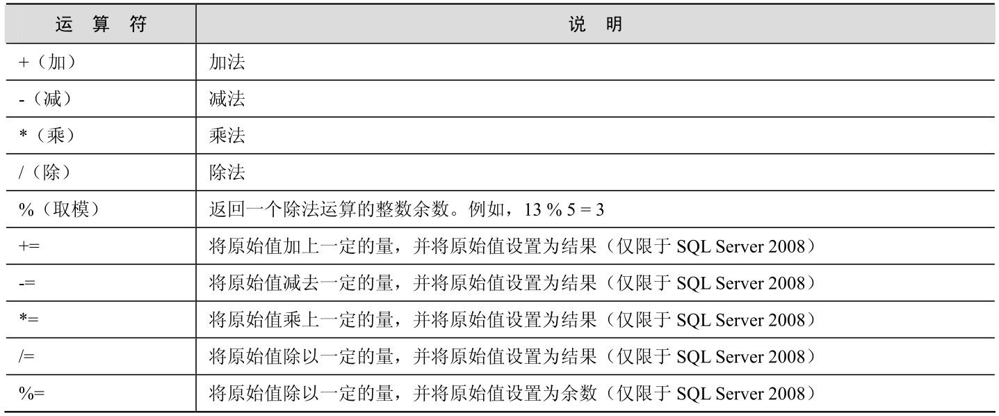 运 算 符 说 明
+（加） 加法
-（减） 减法
*（乘） 乘法
/（除） 除法
%（取模） 返回一个除法运算的整数余数。例如，13 % 5 = 3
+= 将原始值加上一定的量，并将原始值设置为结果（仅限于 SQL Server 2008）
-= 将原始值减去一定的量，并将原始值设置为结果（仅限于 SQL Server 2008）
*= 将原始值乘上一定的量，并将原始值设置为结果（仅限于 SQL Server 2008）
/= 将原始值除以一定的量，并将原始值设置为结果（仅限于 SQL Server 2008）
%= 将原始值除以一定的量，并将原始值设置为余数（仅限于 SQL Server 2008）